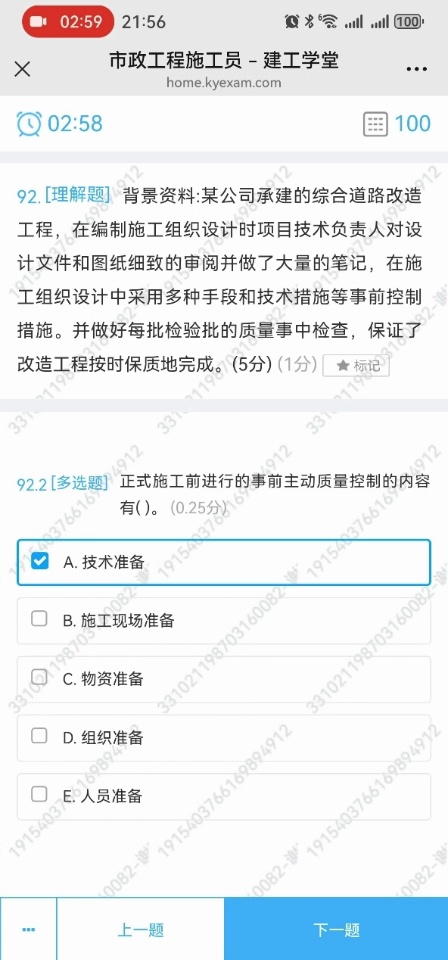 02:59 21:56 100
市政工程施工员 - 建工学堂
home.kyexam.com
02:58 100
92.[理解题] 背景资料:某公司承建的综合道路改造
工程，在编制施工组织设计时项目技术负责人对设
计文件和图纸细致的审阅并做了大量的笔记，在施
工组织设计中采用多种手段和技术措施等事前控制
措施。并做好每批检验批的质量事中检查，保证了
改造工程按时保质地完成。(5分) (1分) ★ 标记
92.2 [多选题] 正式施工前进行的事前主动质量控制的内容
有( )。 (0.25分)
A. 技术准备
B. 施工现场准备
C. 物资准备
D. 组织准备
E. 人员准备
上一题 下一题